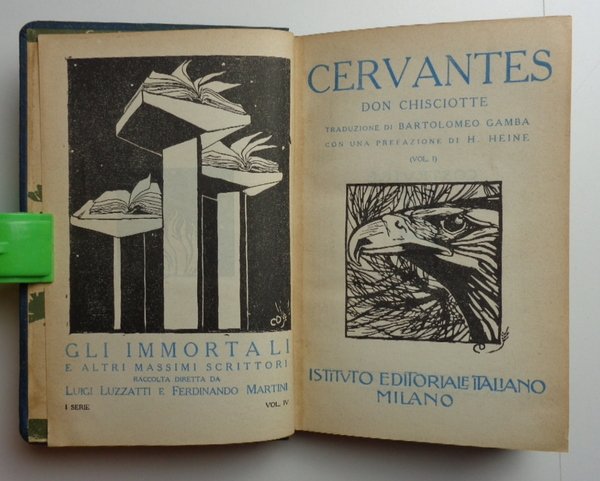 GLI IMMORTALI
E ALTRI MASSIMI SCRITTORI
RACCOLTA DIRETTA DA
LUIGI LUZZATTI E FERDINANDO MARTINI
I SERIE VOL. IV
CERVANTES
DON CHISCIOTTE
TRADUZIONE DI BARTOLOMEO GAMBA
CON UNA PREFAZIONE DI H. HEINE
(VOL. I)
ISTITVTO EDITORIALE ITALIANO
MILANO